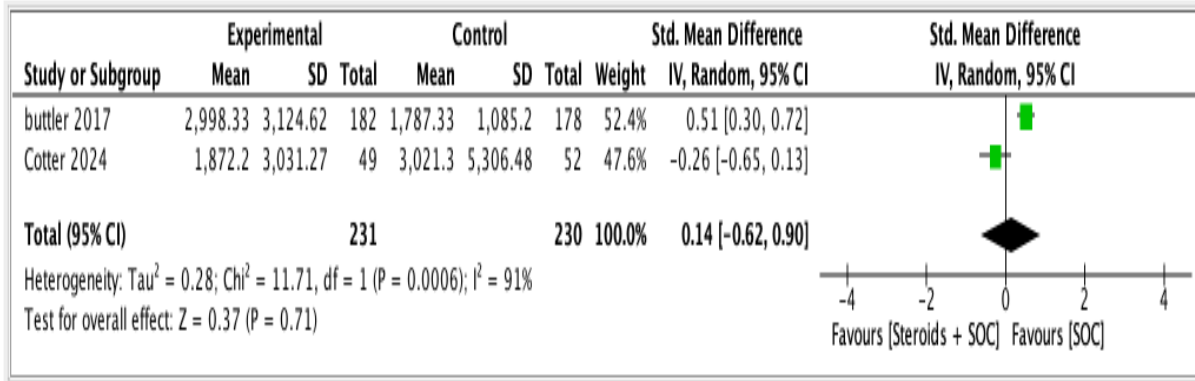 Experimental Control Std. Mean Difference Std. Mean Difference
Study or Subgroup Mean SD Total Mean SD Total Weight IV, Random, 95% CI IV, Random, 95% CI
buttler 2017 2,998.33 3,124.62 182 1,787.33 1,085.2 178 52.4% 0.51 [0.30, 0.72]
Cotter 2024 1,872.2 3,031.27 49 3,021.3 5,306.48 52 47.6% -0.26 [-0.65, 0.13]
Total (95% CI) 231 230 100.0% 0.14 [-0.62, 0.90]
Heterogeneity: Tau² = 0.28; Chi² = 11.71, df = 1 (P = 0.0006); I² = 91%
Test for overall effect: Z = 0.37 (P = 0.71)
-4 -2 0 2 4
Favours [Steroids + SOC] Favours [SOC]